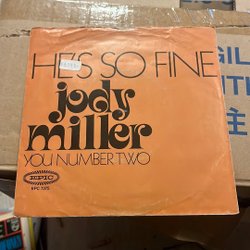 HE'S SO FINE
jody
miller
YOU NUMBER TWO
EPIC